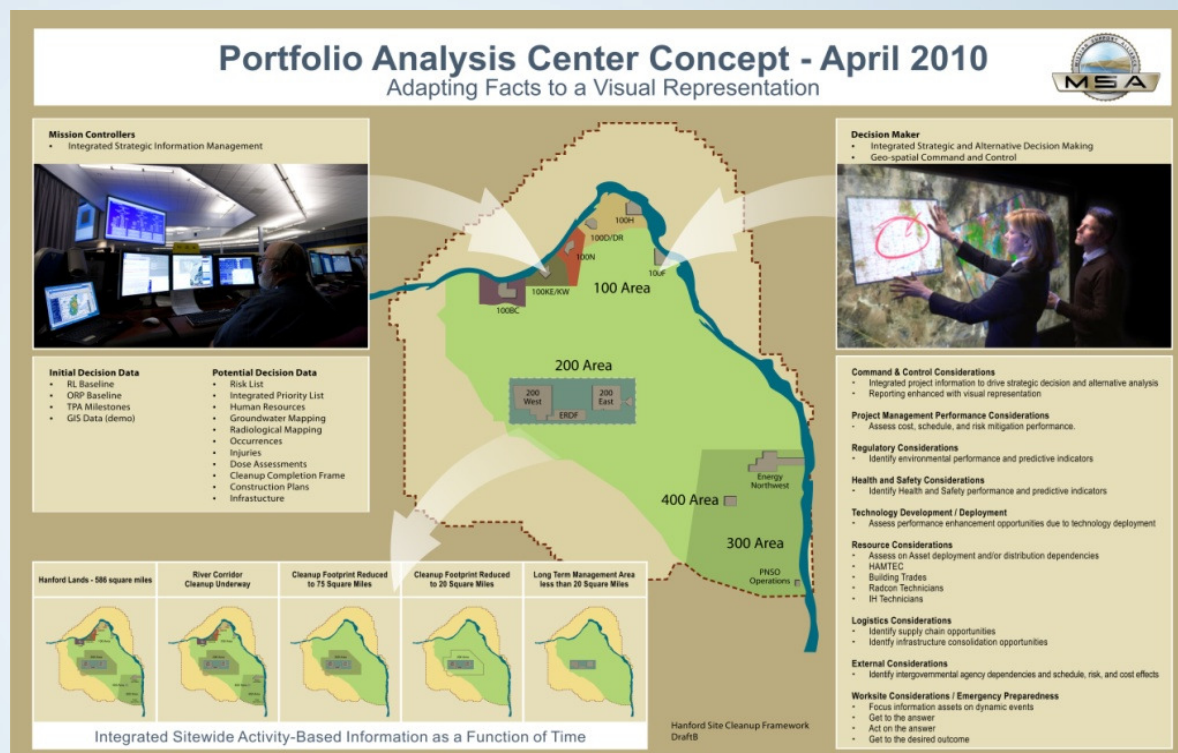 Portfolio Analysis Center Concept - April 2010
Adapting Facts to a Visual Representation
MSA
Mission Controllers
• Integrated Strategic Information Management
Decision Maker
• Integrated Strategic and Alternative Decision Making
• Geo-spatial Command and Control
100H
100D/DR
100N
100F
100KE/KW
100BC
100 Area
200 Area
200 West
200 East
ERDF
Energy Northwest
400 Area
300 Area
PNSO Operations
Initial Decision Data
• RL Baseline
• ORP Baseline
• TPA Milestones
• GIS Data (demo)
Potential Decision Data
• Risk List
• Integrated Priority List
• Human Resources
• Groundwater Mapping
• Radiological Mapping
• Occurrences
• Injuries
• Dose Assessments
• Cleanup Completion Frame
• Construction Plans
• Infrastucture
Command & Control Considerations
- Integrated project information to drive strategic decision and alternative analysis
- Reporting enhanced with visual representation
Project Management Performance Considerations
- Assess cost, schedule, and risk mitigation performance.
Regulatory Considerations
- Identify environmental performance and predictive indicators
Health and Safety Considerations
- Identify Health and Safety performance and predictive indicators
Technology Development / Deployment
- Assess performance enhancement opportunities due to technology deployment
Resource Considerations
- Assess on Asset deployment and/or distribution dependencies
- HAMTEC
- Building Trades
- Radcon Technicians
- IH Technicians
Logistics Considerations
- Identify supply chain opportunities
- Identify infrastructure consolidation opportunities
External Considerations
- Identify intergovernmental agency dependencies and schedule, risk, and cost effects
Worksite Considerations / Emergency Preparedness
- Focus information assets on dynamic events
- Get to the answer
- Act on the answer
- Get to the desired outcome
Hanford Lands - 586 square miles
River Corridor
Cleanup Underway
Cleanup Footprint Reduced
to 75 Square Miles
Cleanup Footprint Reduced
to 20 Square Miles
Long Term Management Area
less than 20 Square Miles
Integrated Sitewide Activity-Based Information as a Function of Time
Hanford Site Cleanup Framework
DraftB